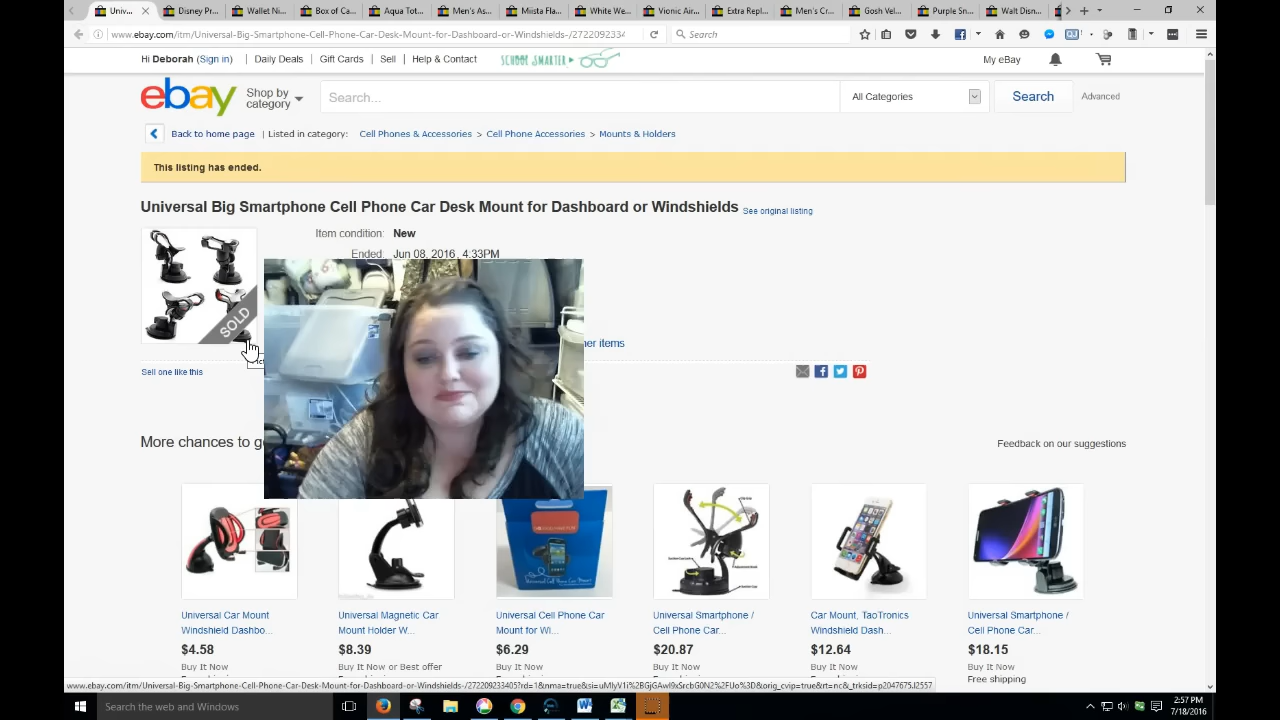 Univ...
Disney Pr
Wallet Ni
Box of Ca
Aqua Tot
Men's As
Miista Fla
White We
Vionic Air
Extra Repl
Men's Cr
Gosh Vel
Purple Sn
Walt Disn
www.ebay.com/itm/Universal-Big-Smartphone-Cell-Phone-Car-Desk-Mount-for-Dashboard-or-Windshields-/2722092334
Search
Hi Deborah (Sign in)
Daily Deals
Gift Cards
Sell
Help & Contact
SCHOOL SMARTER
My eBay
ebay
Shop by category
Search...
All Categories
Search
Advanced
Back to home page | Listed in category: Cell Phones & Accessories > Cell Phone Accessories > Mounts & Holders
This listing has ended.
Universal Big Smartphone Cell Phone Car Desk Mount for Dashboard or Windshields See original listing
Item condition: New
Ended: Jun 08, 2016 , 4:33PM
SOLD
her items
Sell one like this
More chances to g
Feedback on our suggestions
Universal Car Mount
Windshield Dashbo...
$4.58
Buy It Now
Universal Magnetic Car
Mount Holder W...
$8.39
Buy It Now or Best offer
Universal Cell Phone Car
Mount for Wi...
$6.29
Buy It Now
Universal Smartphone /
Cell Phone Car...
$20.87
Buy It Now
Car Mount, TaoTronics
Windshield Dash...
$12.64
Buy It Now
Universal Smartphone /
Cell Phone Car...
$18.15
Buy It Now
Free shipping
Search the web and Windows
2:57 PM
7/18/2016